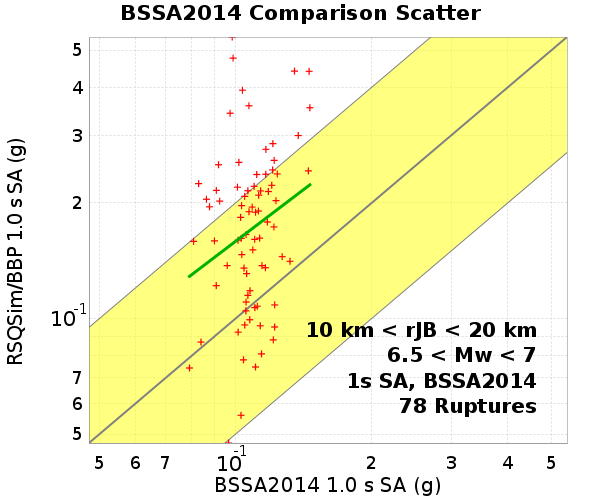 BSSA2014 Comparison Scatter
RSQSim/BBP 1.0 s SA (g)
5
4
3
2
10-1
7
6
5
10 km < rJB < 20 km
6.5 < Mw < 7
1s SA, BSSA2014
78 Ruptures
5 6 7 10-1 2 3 4 5
BSSA2014 1.0 s SA (g)